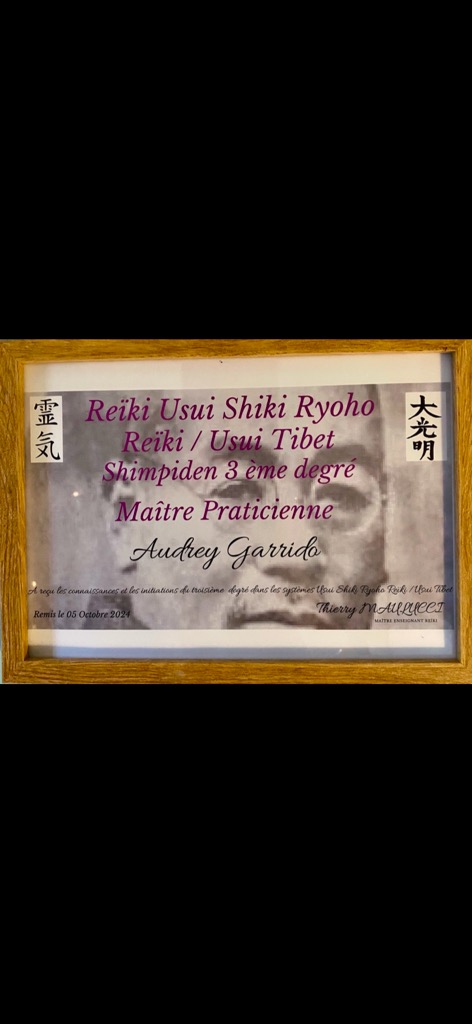 霊気
大光明
Reïki Usui Shiki Ryoho
Reïki / Usui Tibet
Shimpiden 3 ème degré
Maître Praticienne
Audrey Garrido
A reçu les connaissances et les initiations du troisième degré dans les systèmes Usui Shiki Ryoho Reiki / Usui Tibet
Remis le 05 Octobre 2024
Thierry MAULUCCI
MAÎTRE ENSEIGNANT REIKI